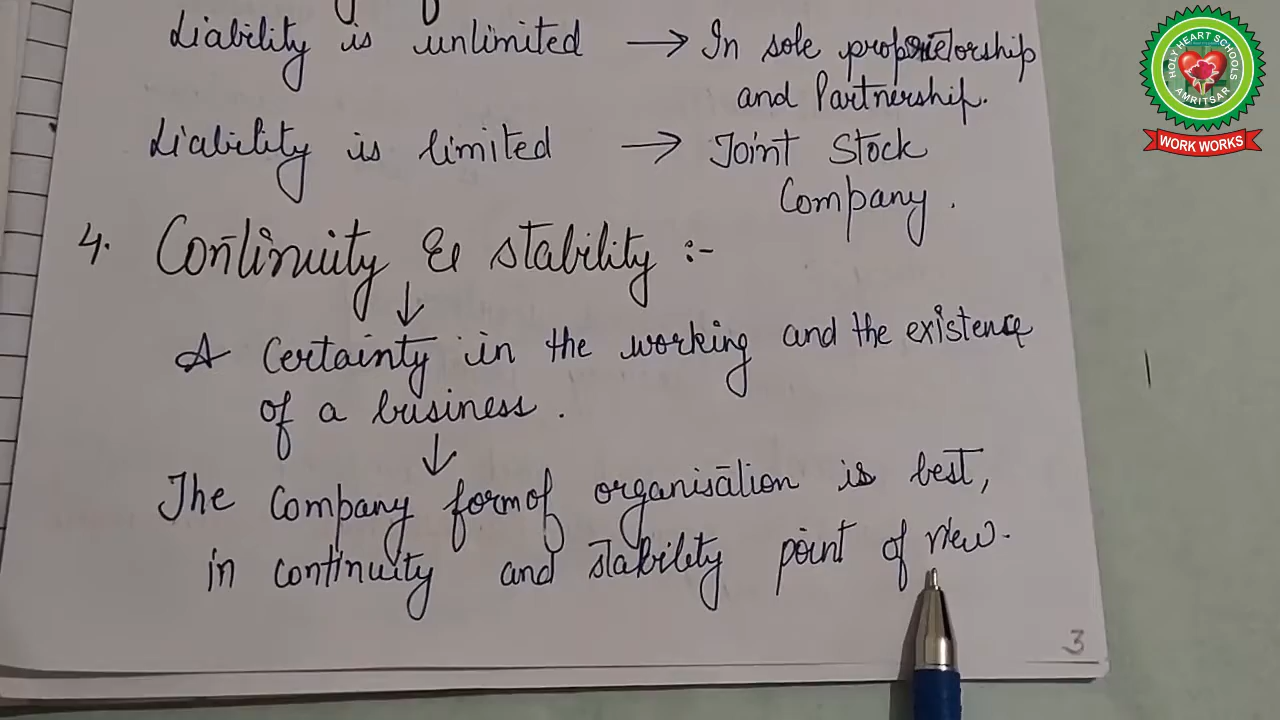 Liability is unlimited → In sole proprietorship
and Partnership.
Liability is limited → Joint Stock
Company.
4. Continuity & stability :-
↓
A certainty in the working and the existence
of a business.
↓
The company form of organisation is best,
in continuity and stability point of view.
3
HOLY HEART SCHOOLS
AMRITSAR
WORK WORKS